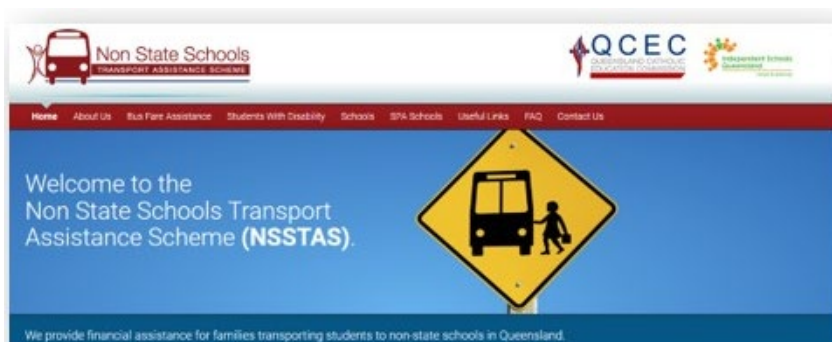 Non State Schools
TRANSPORT ASSISTANCE SCHEME
QCEC
QUEENSLAND CATHOLIC
EDUCATION COMMISSION
Independent Schools
Queensland
Home About Us Bus Fare Assistance Students With Disability Schools SPA Schools Useful Links FAQ Contact Us
Welcome to the
Non State Schools Transport
Assistance Scheme (NSSTAS).
We provide financial assistance for families transporting students to non-state schools in Queensland.